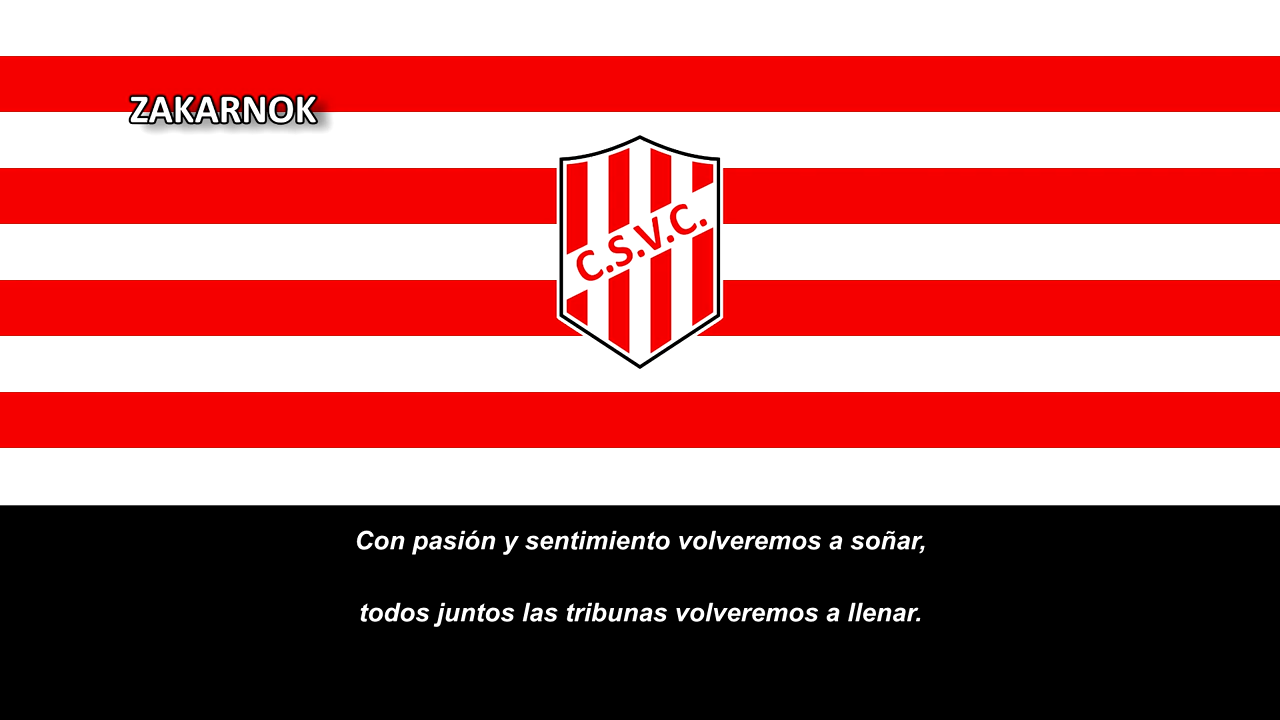 ZAKARNOK
C.S.V.C.
Con pasión y sentimiento volveremos a soñar,
todos juntos las tribunas volveremos a llenar.